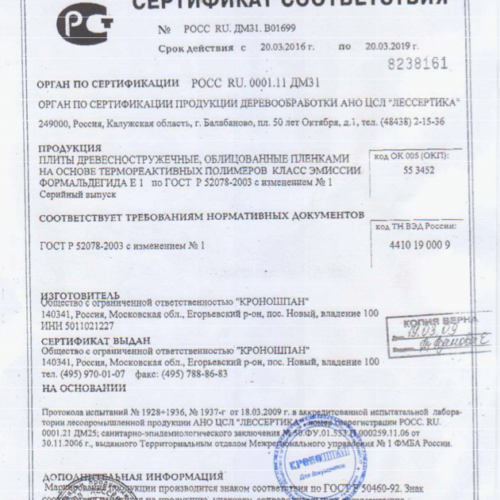 СЕРТИФИКАТ СООТВЕТСТВИЯ
№ РОСС RU. ДМ31. В01699
Срок действия с 20.03.2016 г. по 20.03.2019 г.
8238161
ОРГАН ПО СЕРТИФИКАЦИИ РОСС RU. 0001.11 ДМ31
ОРГАН ПО СЕРТИФИКАЦИИ ПРОДУКЦИИ ДЕРЕВООБРАБОТКИ АНО ЦСЛ "ЛЕССЕРТИКА"
249000, Россия, Калужская область, г. Балабаново, пл. 50 лет Октября, д.1, тел. (48438) 2-15-36
ПРОДУКЦИЯ
ПЛИТЫ ДРЕВЕСНОСТРУЖЕЧНЫЕ, ОБЛИЦОВАННЫЕ ПЛЕНКАМИ
НА ОСНОВЕ ТЕРМОРЕАКТИВНЫХ ПОЛИМЕРОВ КЛАСС ЭМИССИИ
ФОРМАЛЬДЕГИДА Е 1 по ГОСТ Р 52078-2003 с изменением № 1
Серийный выпуск
код ОК 005 (ОКП):
55 3452
СООТВЕТСТВУЕТ ТРЕБОВАНИЯМ НОРМАТИВНЫХ ДОКУМЕНТОВ
ГОСТ Р 52078-2003 с изменением № 1
код ТН ВЭД России:
4410 19 000 9
ИЗГОТОВИТЕЛЬ
Общество с ограниченной ответственностью "КРОНОШПАН"
140341, Россия, Московская обл., Егорьевский р-он, пос. Новый, владение 100
ИНН 5011021227
КОПИЯ ВЕРНА
СЕРТИФИКАТ ВЫДАН
Общество с ограниченной ответственностью "КРОНОШПАН"
140341, Россия, Московская обл., Егорьевский р-он, пос. Новый, владение 100
тел. (495) 970-01-07 факс: (495) 788-86-83
НА ОСНОВАНИИ
Протокола испытаний № 1928÷1936, № 1937-г от 18.03.2009 г. в аккредитованной испытательной лабора-
тории лесопромышленной продукции АНО ЦСЛ "ЛЕССЕРТИКА" номер госрегистрации РОСС. RU.
0001.21 ДМ25; санитарно-эпидемиологического заключения № 50.ФУ.01.553.П.000259.11.06 от
30.11.2006 г., выданного Территориальным отделом Межрегионального управления № 1 ФМБА России.
ДОПОЛНИТЕЛЬНАЯ ИНФОРМАЦИЯ
Маркирование продукции производится знаком соответствия по ГОСТ Р 50460-92. Знак
КРОНОШПАН
Для документов